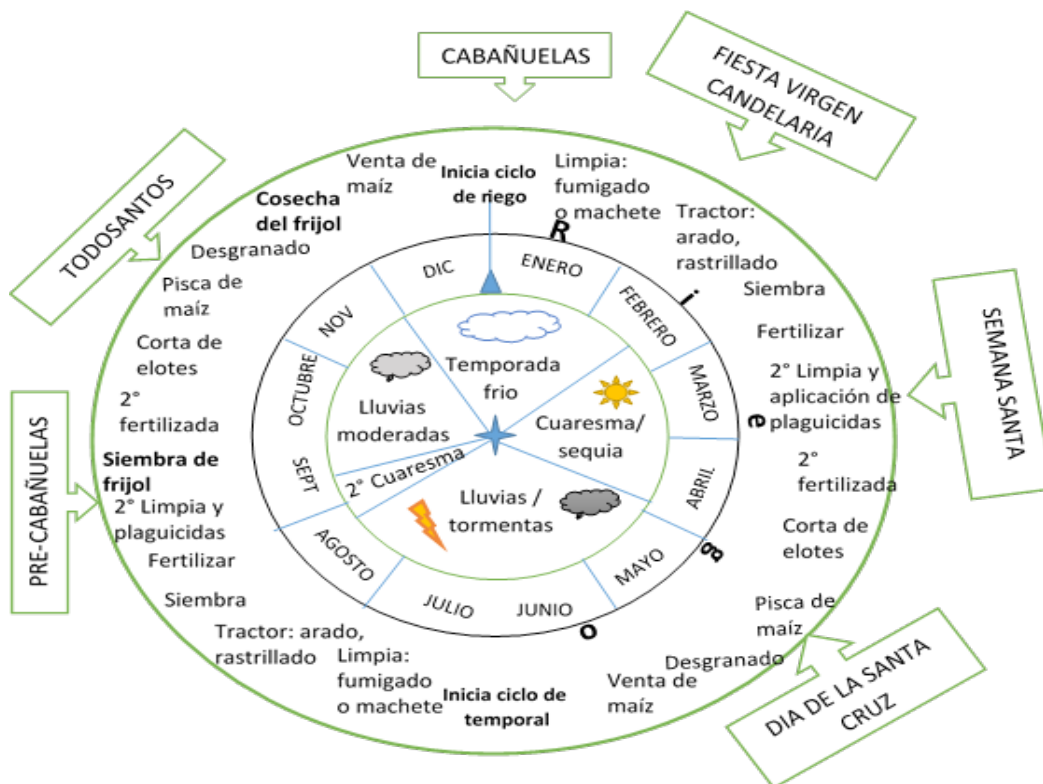 CABAÑUELAS
FIESTA VIRGEN
CANDELARIA
SEMANA SANTA
DIA DE LA SANTA
CRUZ
PRE-CABAÑUELAS
TODOSANTOS
Inicia ciclo
de riego
Limpia:
fumigado
o machete
Tractor:
arado,
rastrillado
Siembra
Fertilizar
2° Limpia y
aplicación de
plaguicidas
2°
fertilizada
Corta de
elotes
Pisca de
maíz
Desgranado
Venta de
maíz
Inicia ciclo de
temporal
Limpia:
fumigado
o machete
Tractor: arado,
rastrillado
Siembra
Fertilizar
2° Limpia y
plaguicidas
Siembra de
frijol
2°
fertilizada
Corta de
elotes
Pisca de
maíz
Desgranado
Cosecha
del frijol
Venta de
maíz
Riego
ENERO
FEBRERO
MARZO
ABRIL
MAYO
JUNIO
JULIO
AGOSTO
SEPT
OCTUBRE
NOV
DIC
Temporada
frio
Cuaresma/
sequia
Lluvias /
tormentas
2° Cuaresma
Lluvias
moderadas